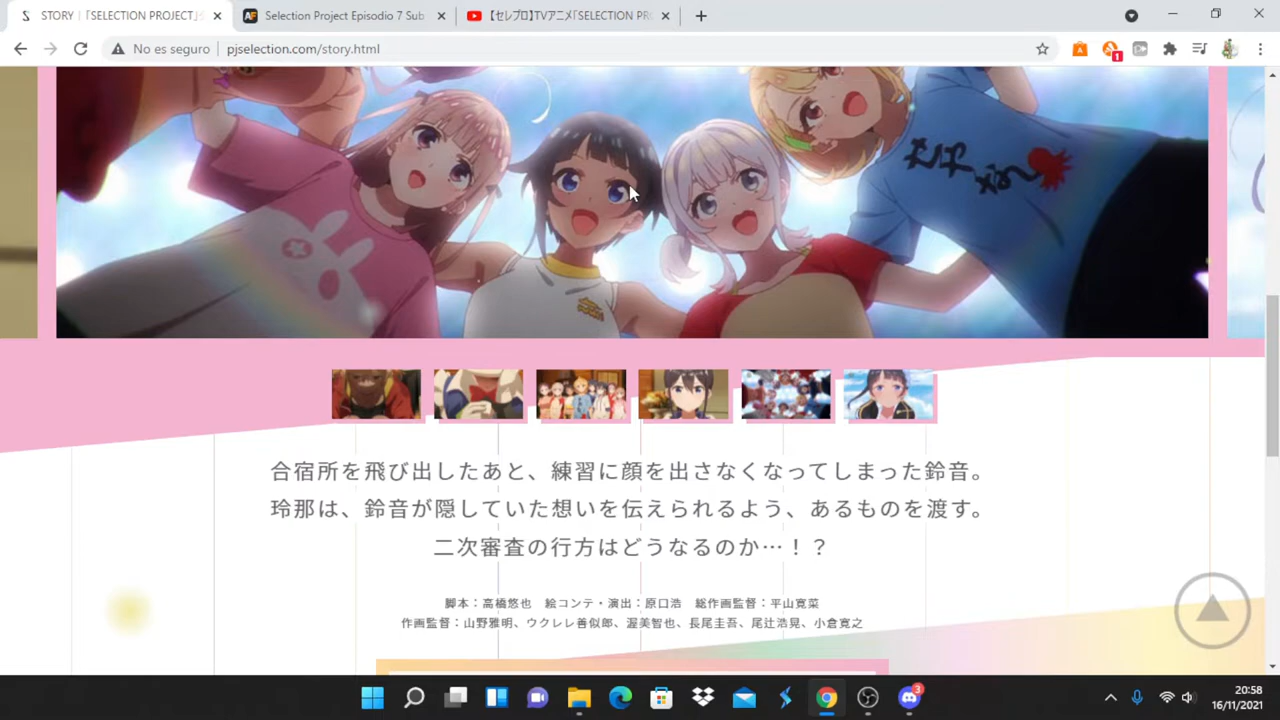 STORY | 「SELECTION PROJECT」
Selection Project Episodio 7 Sub
【セレプロ】TVアニメ「SELECTION PR
No es seguro
pjselection.com/story.html
1
合宿所を飛び出したあと、練習に顔を出さなくなってしまった鈴音。
玲那は、鈴音が隠していた想いを伝えられるよう、あるものを渡す。
二次審査の行方はどうなるのか…！？
脚本：高橋悠也　絵コンテ・演出：原口浩　総作画監督：平山寛菜
作画監督：山野雅明、ウクレレ善似郎、渥美智也、長尾圭吾、尾辻浩晃、小倉寛之
3
20:58
16/11/2021